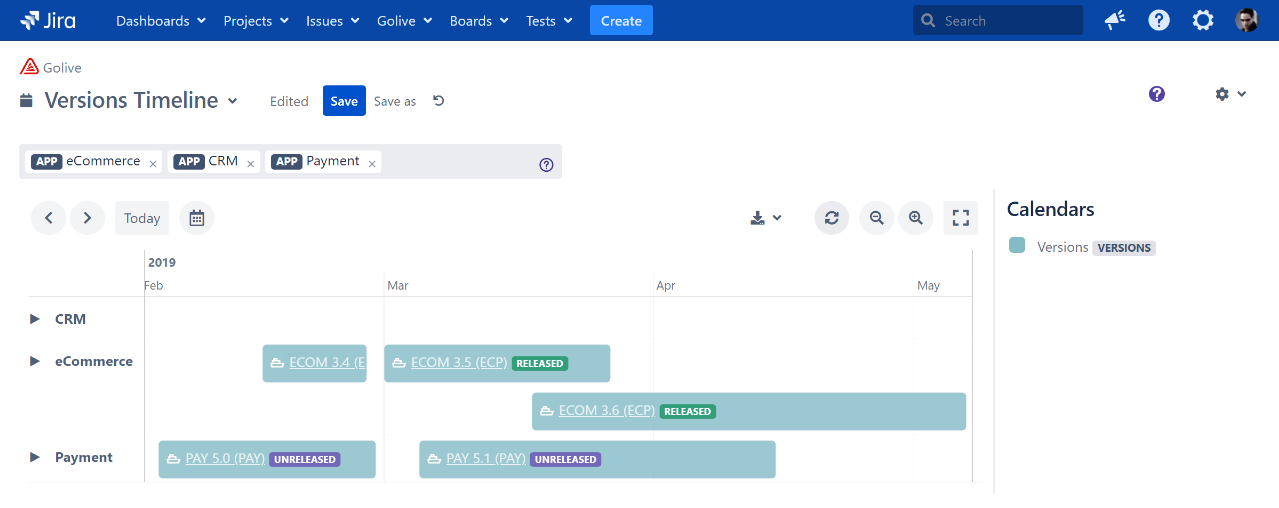 Jira Dashboards Projects Issues Golive Boards Tests Create Search
Golive
Versions Timeline Edited Save Save as
APP eCommerce × APP CRM × APP Payment ×
Today
Calendars
Versions VERSIONS
2019
Feb Mar Apr May
CRM
eCommerce ECOM 3.4 (E ECOM 3.5 (ECP) RELEASED
ECOM 3.6 (ECP) RELEASED
Payment PAY 5.0 (PAY) UNRELEASED PAY 5.1 (PAY) UNRELEASED